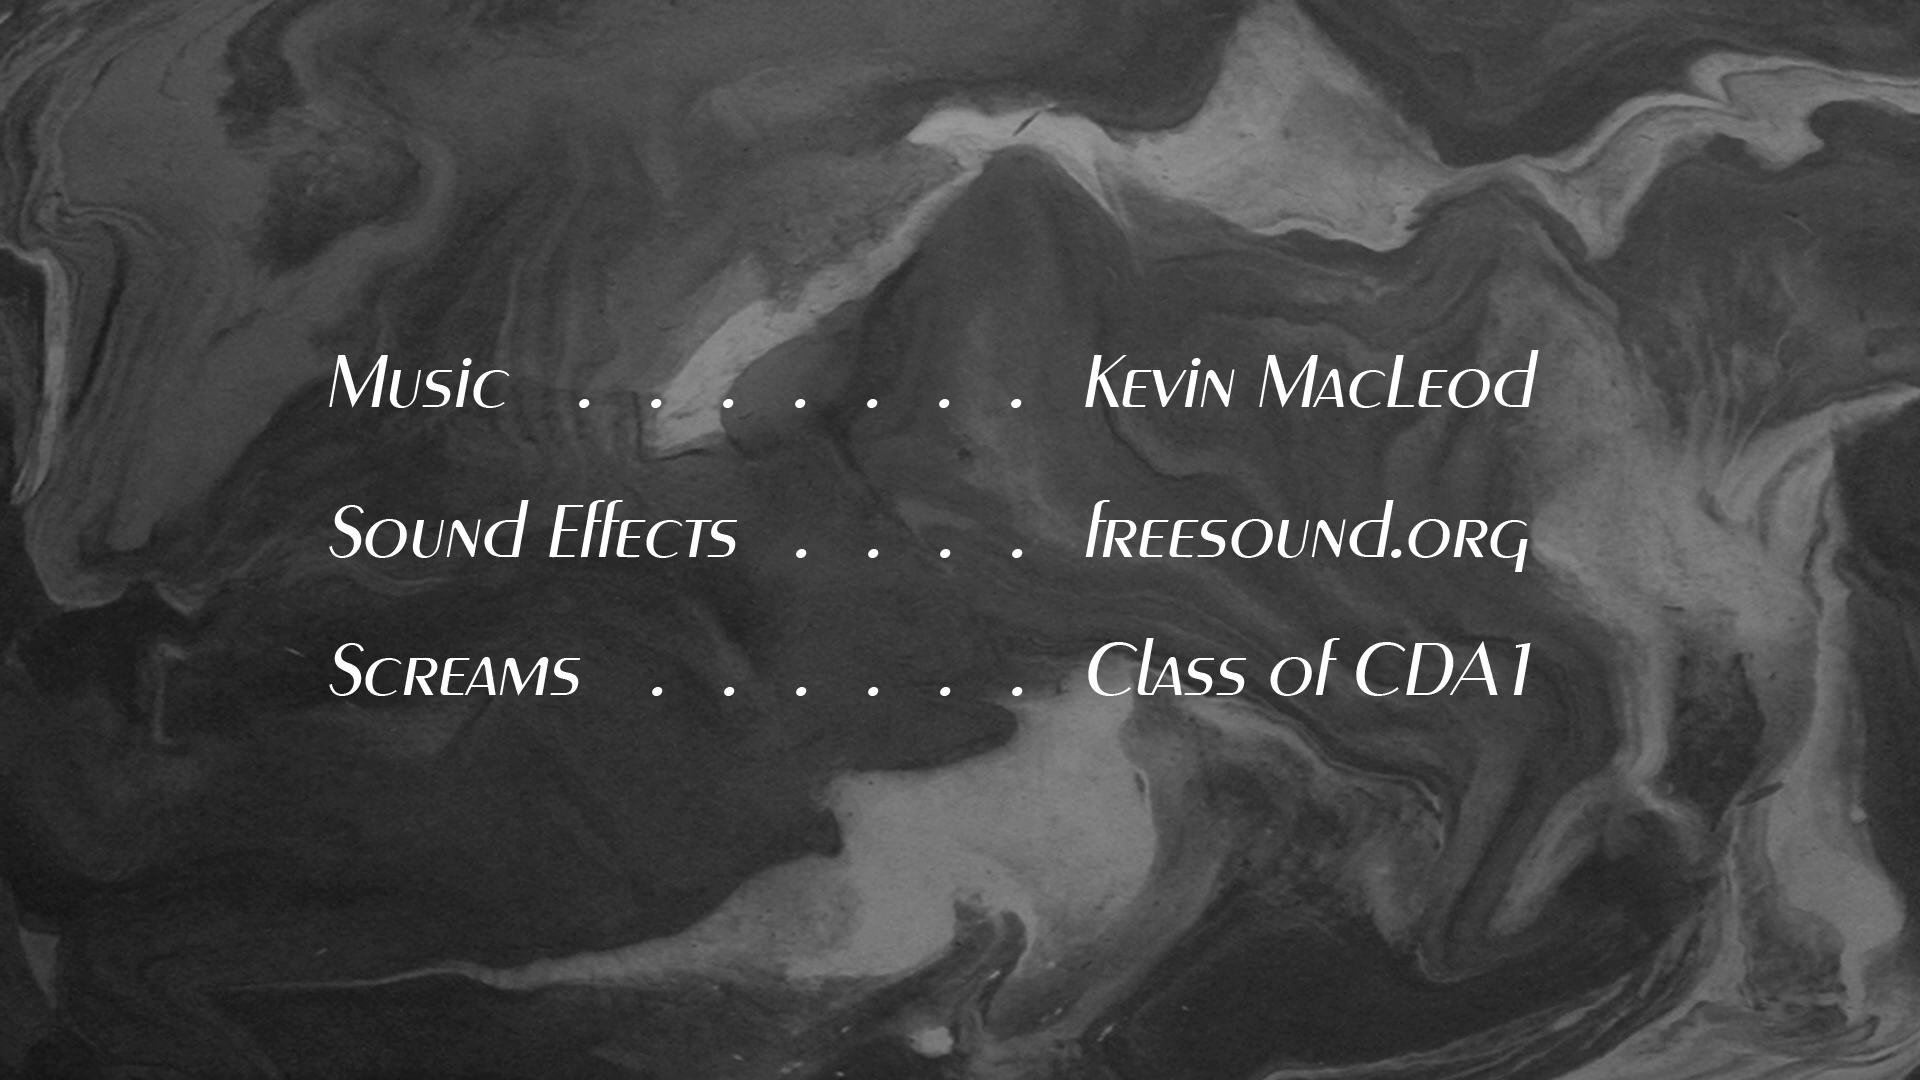 Music . . . . . . . Kevin MacLeod
Sound Effects . . . . freesound.org
Screams . . . . . . Class of CDA1